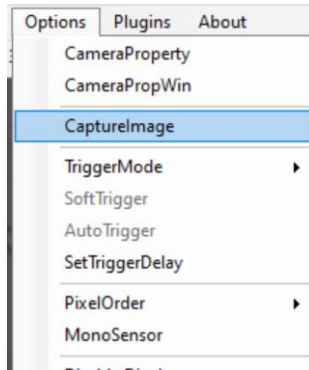 Options Plugins About
CameraProperty
CameraPropWin
CaptureImage
TriggerMode
SoftTrigger
AutoTrigger
SetTriggerDelay
PixelOrder
MonoSensor